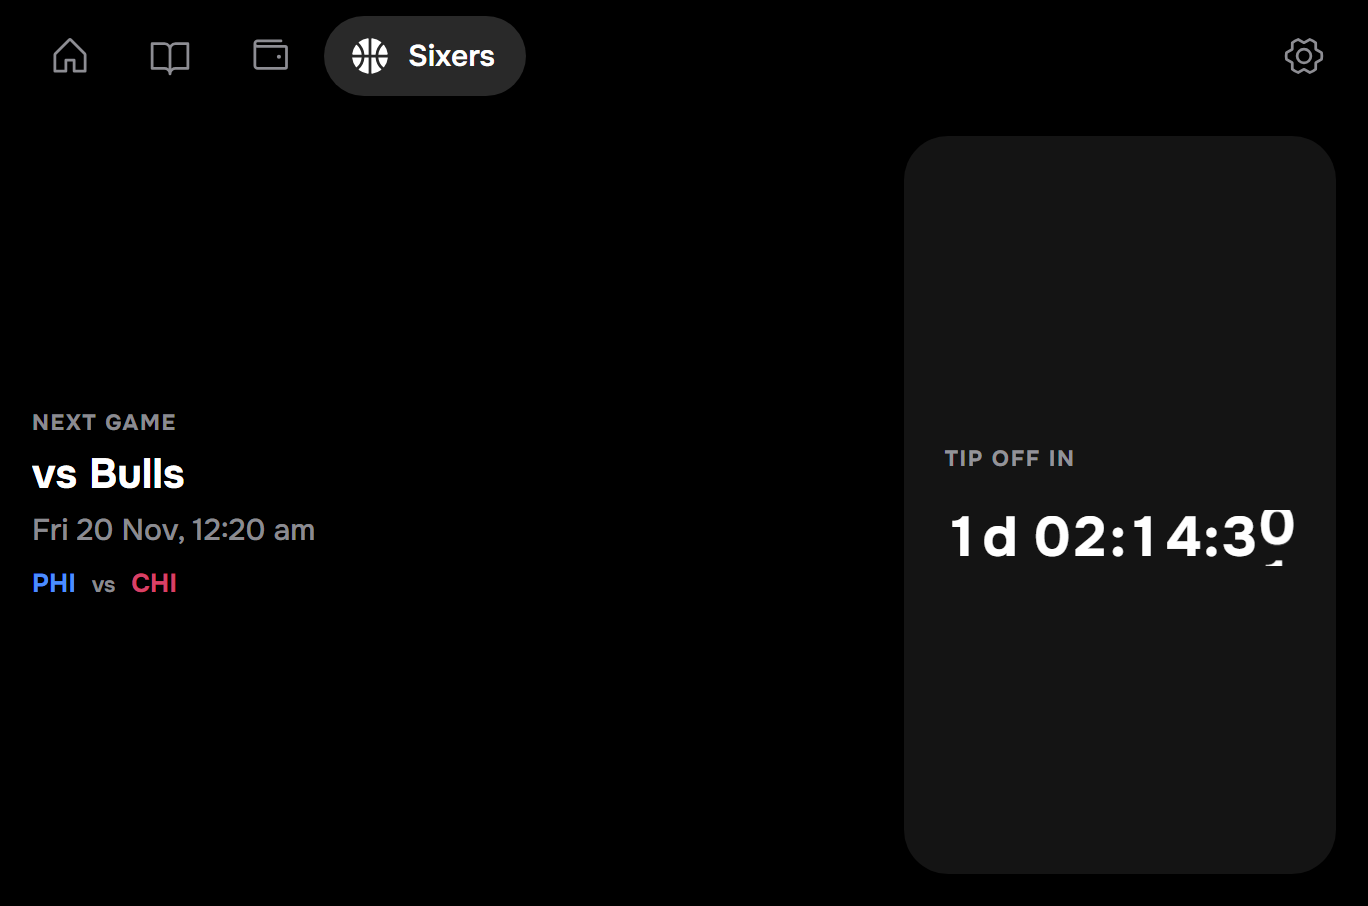 Sixers
NEXT GAME
vs Bulls
Fri 20 Nov, 12:20 am
PHI vs CHI
TIP OFF IN
1d 02:14:30